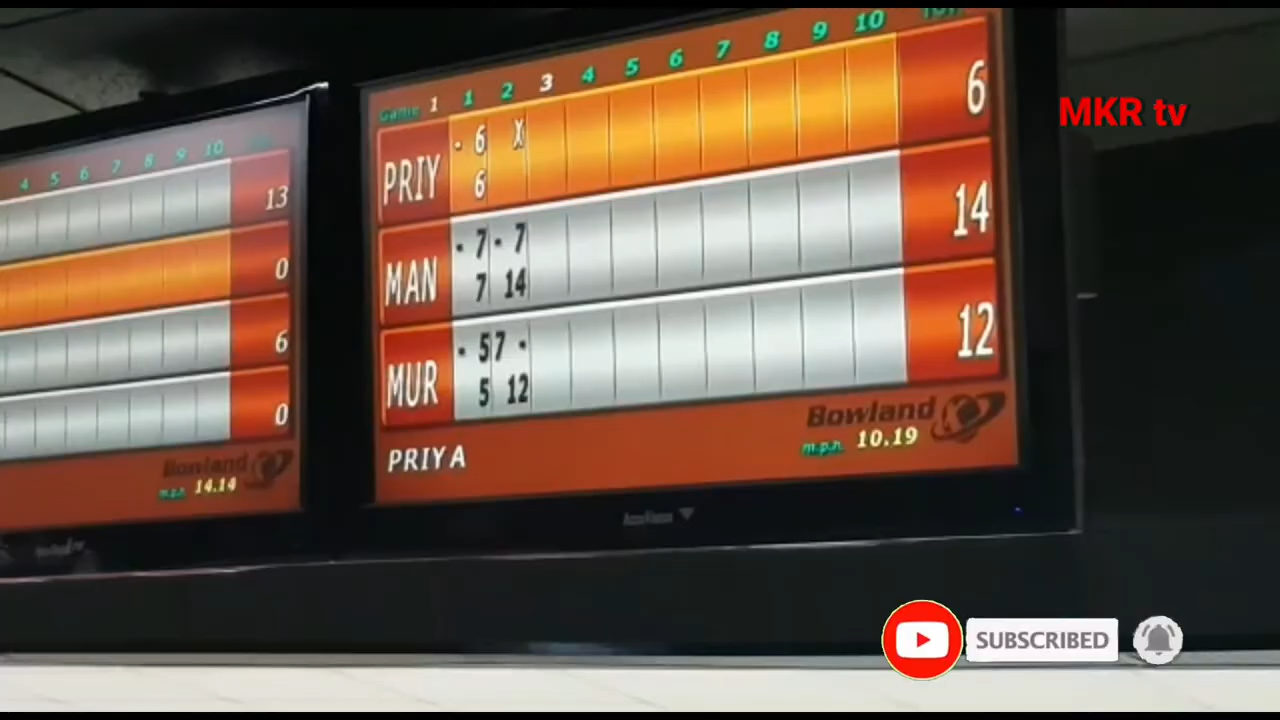 4 5 6 7 8 9 10
13
0
6
0
Bowland
m.p.h. 14.14
Game 1 1 2 3 4 5 6 7 8 9 10
PRIY - 6 X 6
6
MAN - 7 - 7 14
7 14
MUR - 5 7 - 12
5 12
PRIYA
Bowland
m.p.h. 10.19
MKR tv
SUBSCRIBED